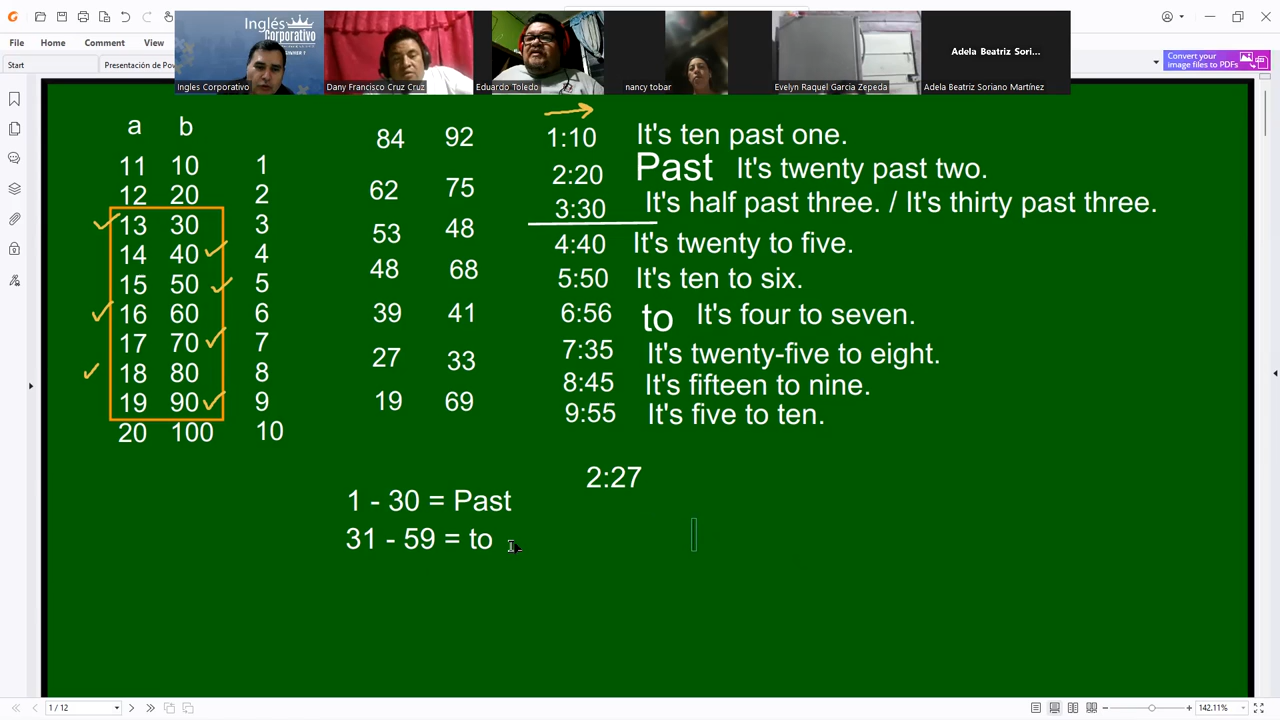 File Home Comment View
Start Presentación de Pov
Inglés
CORPORATIVO
Ingles Corporativo
Dany Francisco Cruz Cruz
Eduardo Toledo
nancy tobar
Evelyn Raquel Garcia Zepeda
Adela Beatriz Sori...
Adela Beatriz Soriano Martínez
Convert your
image files to PDFs
a b
11 10 1
12 20 2
13 30 3
14 40 4
15 50 5
16 60 6
17 70 7
18 80 8
19 90 9
20 100 10
84 92
62 75
53 48
48 68
39 41
27 33
19 69
1:10 It's ten past one.
2:20 Past It's twenty past two.
3:30 It's half past three. / It's thirty past three.
4:40 It's twenty to five.
5:50 It's ten to six.
6:56 to It's four to seven.
7:35 It's twenty-five to eight.
8:45 It's fifteen to nine.
9:55 It's five to ten.
2:27
1 - 30 = Past
31 - 59 = to
1 / 12
142.11%